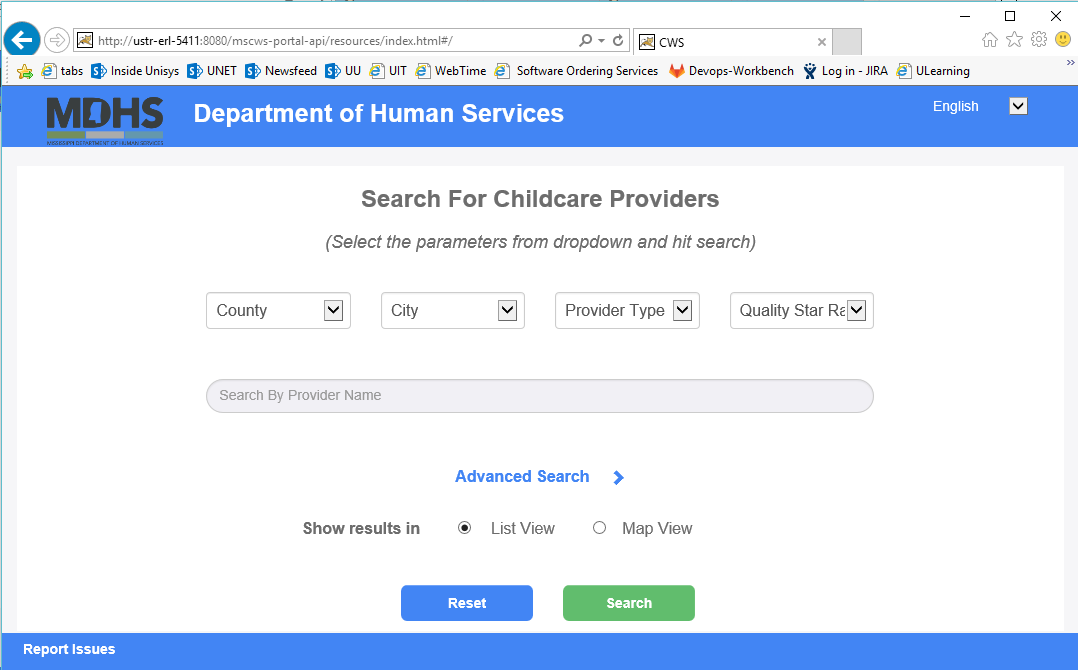 http://ustr-erl-5411:8080/mscws-portal-api/resources/index.html#/ CWS
tabs Inside Unisys UNET Newsfeed UU UIT WebTime Software Ordering Services Devops-Workbench Log in - JIRA ULearning
MDHS
MISSISSIPPI DEPARTMENT OF HUMAN SERVICES
Department of Human Services
English
Search For Childcare Providers
(Select the parameters from dropdown and hit search)
County City Provider Type Quality Star Ra
Search By Provider Name
Advanced Search
Show results in List View Map View
Reset Search
Report Issues